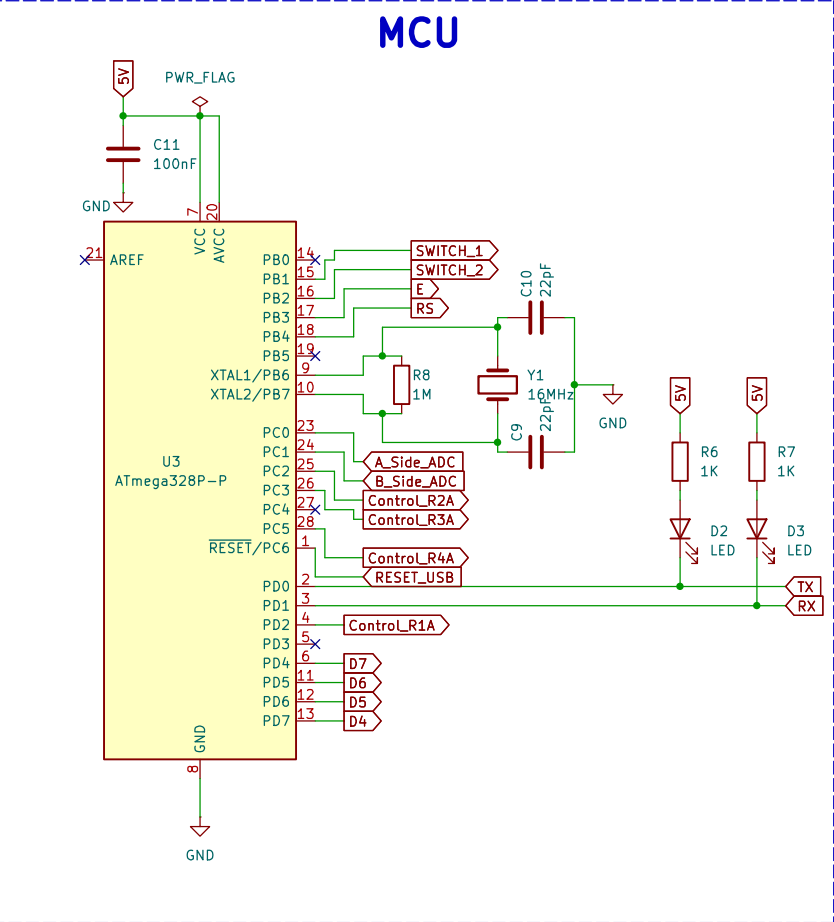 MCU
5V
PWR_FLAG
C11
100nF
GND
7
20
VCC
AVCC
21
AREF
PB0
14
PB1
15
PB2
16
PB3
17
PB4
18
PB5
19
XTAL1/PB6
9
XTAL2/PB7
10
PC0
23
PC1
24
PC2
25
PC3
26
PC4
27
PC5
28
RESET/PC6
1
PD0
2
PD1
3
PD2
4
PD3
5
PD4
6
PD5
11
PD6
12
PD7
13
U3
ATmega328P-P
GND
8
GND
SWITCH_1
SWITCH_2
E
RS
R8
1M
C10
22pF
Y1
16MHz
C9
22pF
GND
A_Side_ADC
B_Side_ADC
Control_R2A
Control_R3A
Control_R4A
RESET_USB
Control_R1A
D7
D6
D5
D4
5V
R6
1K
D2
LED
5V
R7
1K
D3
LED
TX
RX